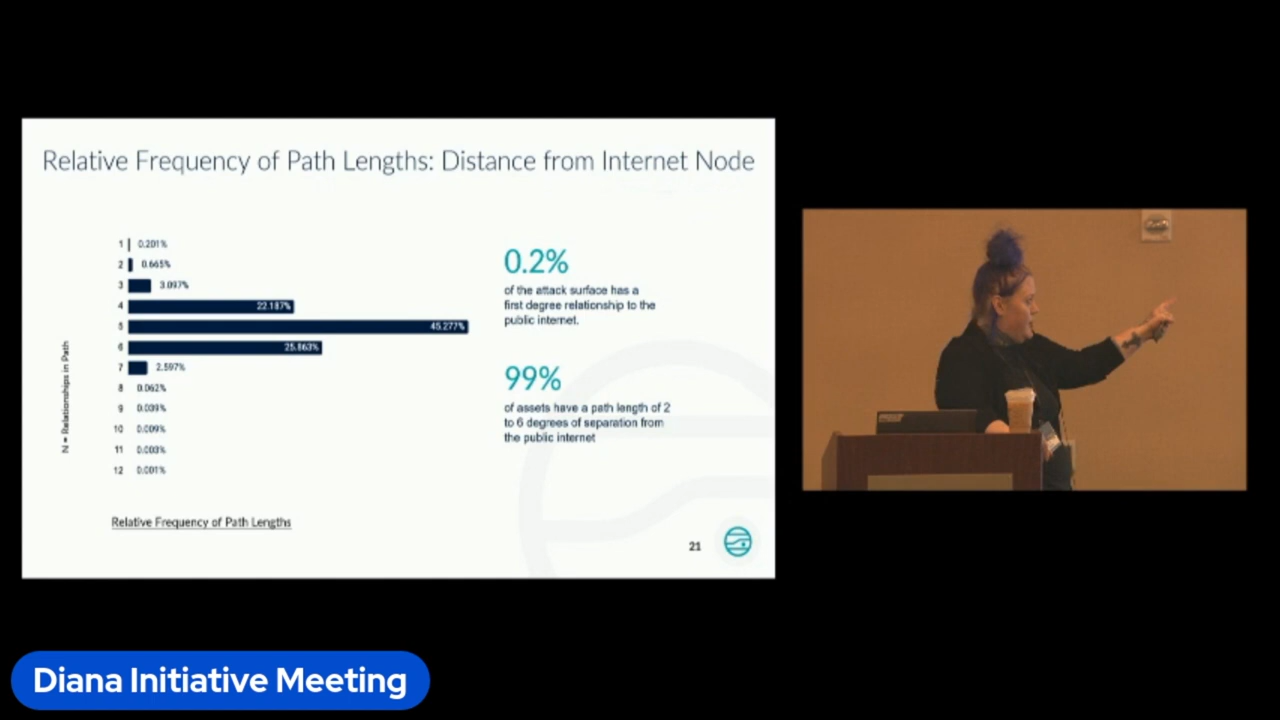 Relative Frequency of Path Lengths: Distance from Internet Node
N = Relationships in Path
1 0.201%
2 0.665%
3 3.097%
4 22.187%
5 45.277%
6 25.863%
7 2.597%
8 0.062%
9 0.039%
10 0.009%
11 0.003%
12 0.001%
Relative Frequency of Path Lengths
0.2%
of the attack surface has a
first degree relationship to the
public internet.
99%
of assets have a path length of 2
to 6 degrees of separation from
the public internet
21
Diana Initiative Meeting